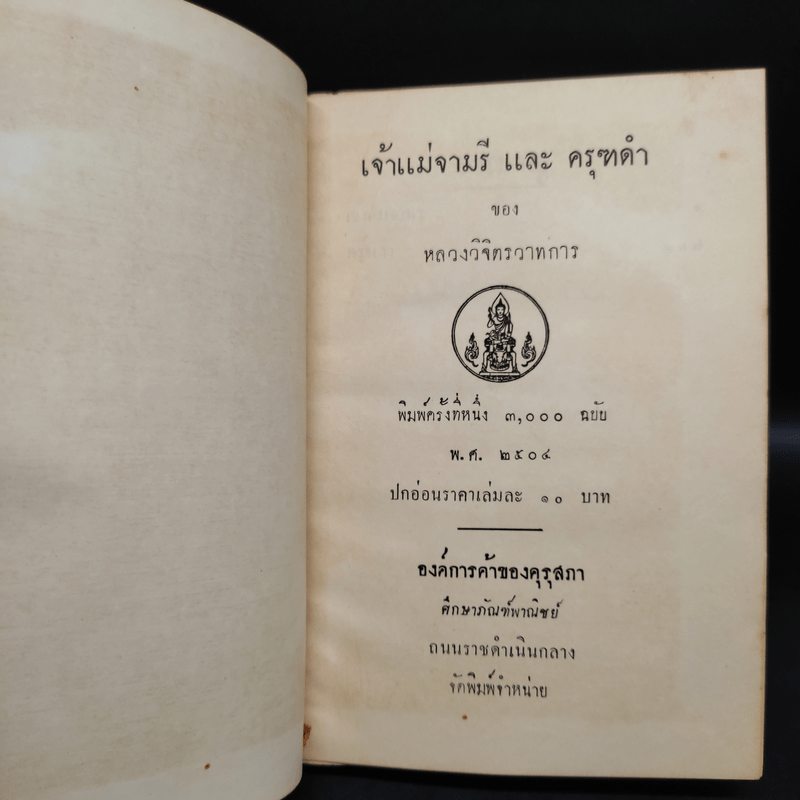 เจ้าแม่จามรี และ ครุฑดำ
ของ
หลวงวิจิตรวาทการ
พิมพ์ครั้งที่หนึ่ง ๓,๐๐๐ ฉบับ
พ.ศ. ๒๕๐๔
ปกอ่อนราคาเล่มละ ๑๐ บาท
องค์การค้าของคุรุสภา
ศึกษาภัณฑ์พาณิชย์
ถนนราชดำเนินกลาง
จัดพิมพ์จำหน่าย